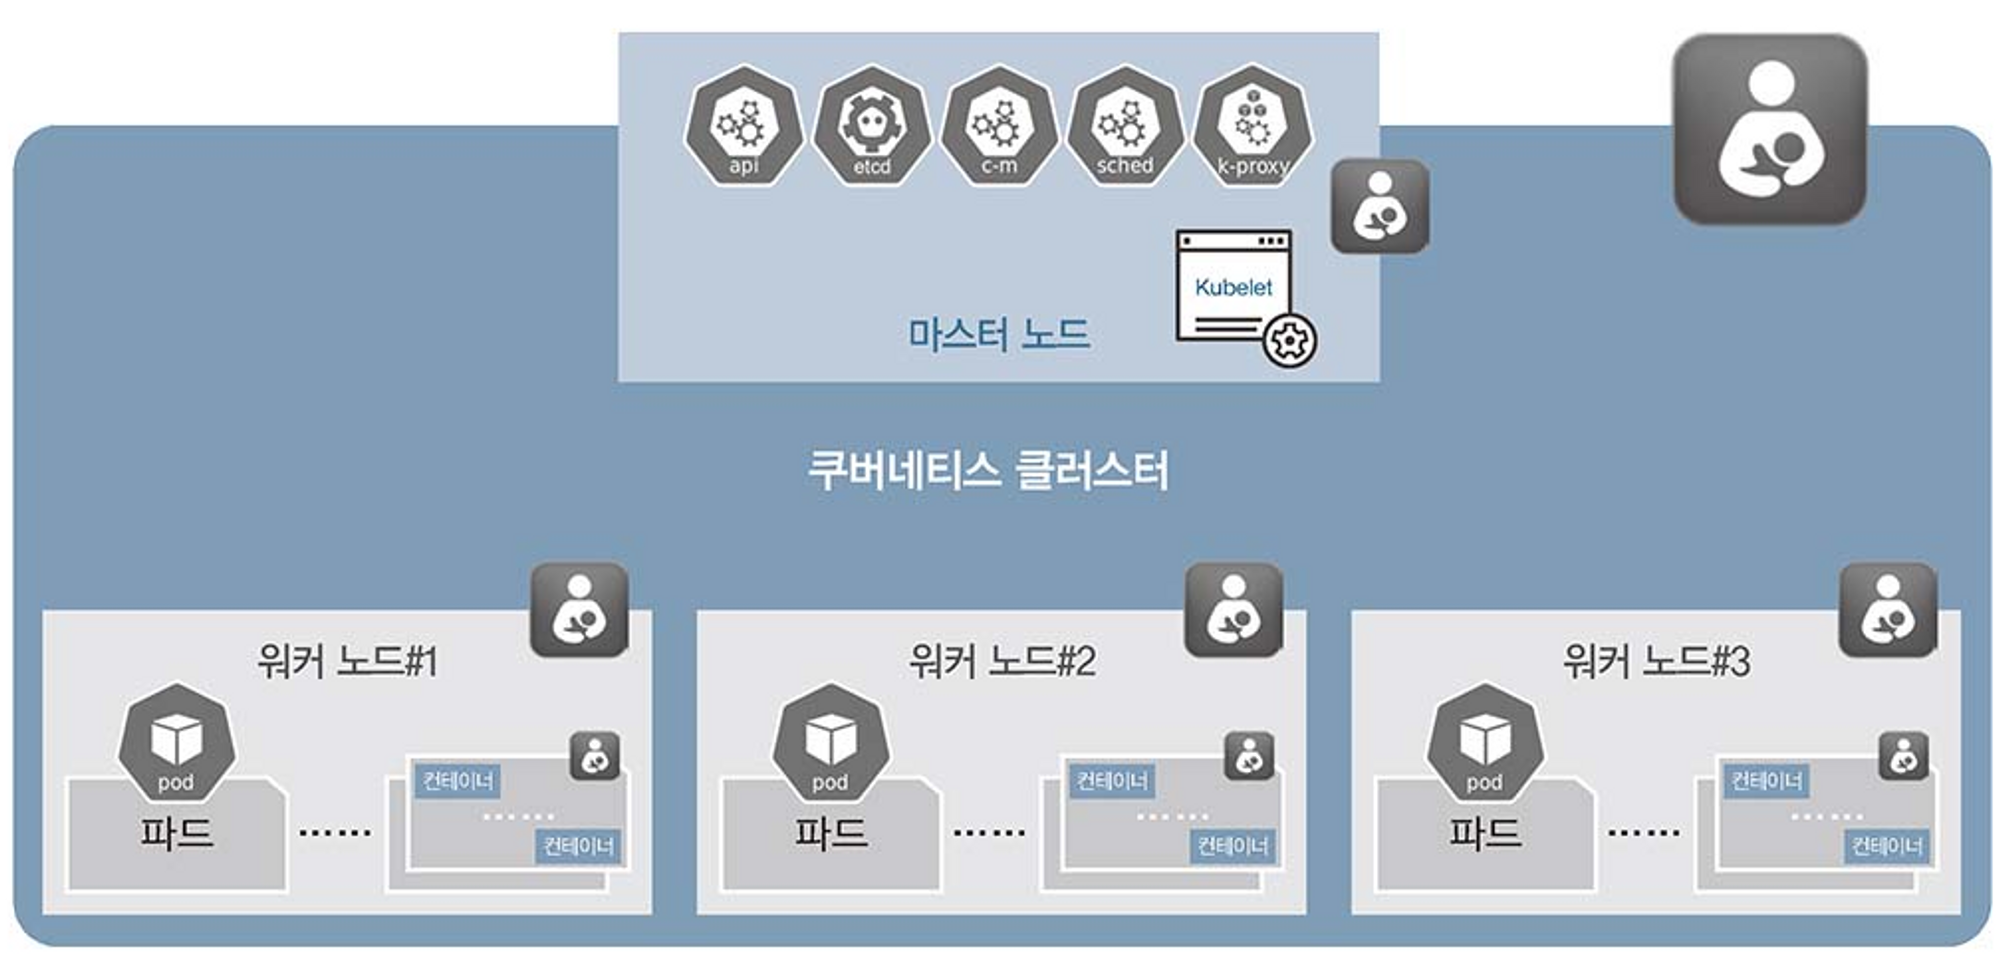 api
etcd
c-m
sched
k-proxy
Kubelet
마스터 노드
쿠버네티스 클러스터
워커 노드#1
pod
파드
......
컨테이너
......
컨테이너
워커 노드#2
pod
파드
......
컨테이너
......
컨테이너
워커 노드#3
pod
파드
......
컨테이너
......
컨테이너